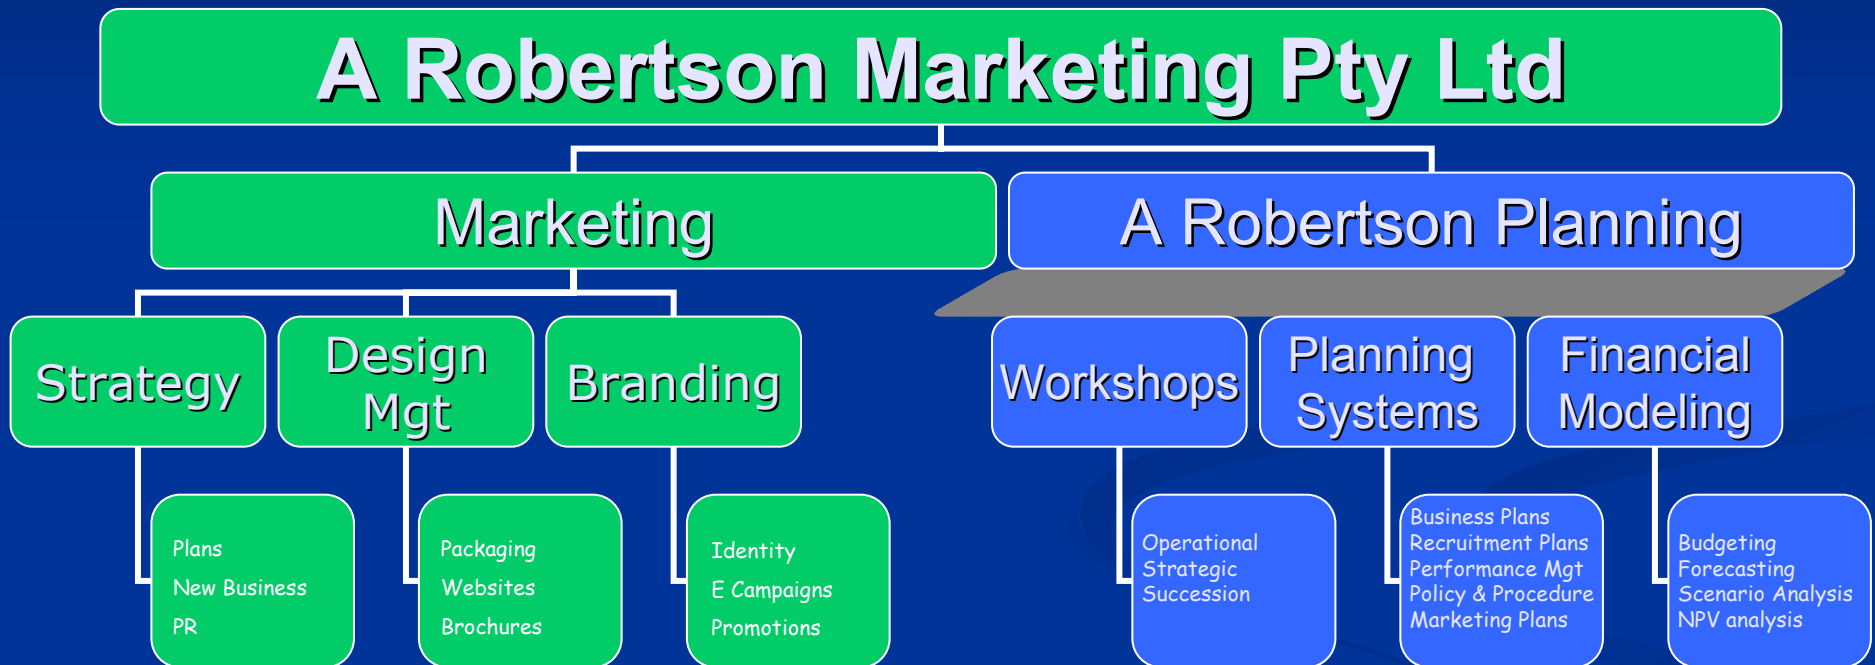 A Robertson Marketing Pty Ltd
Marketing
A Robertson Planning
Strategy
Design
Mgt
Branding
Workshops
Planning
Systems
Financial
Modeling
Plans
New Business
PR
Packaging
Websites
Brochures
Identity
E Campaigns
Promotions
Operational
Strategic
Succession
Business Plans
Recruitment Plans
Performance Mgt
Policy & Procedure
Marketing Plans
Budgeting
Forecasting
Scenario Analysis
NPV analysis